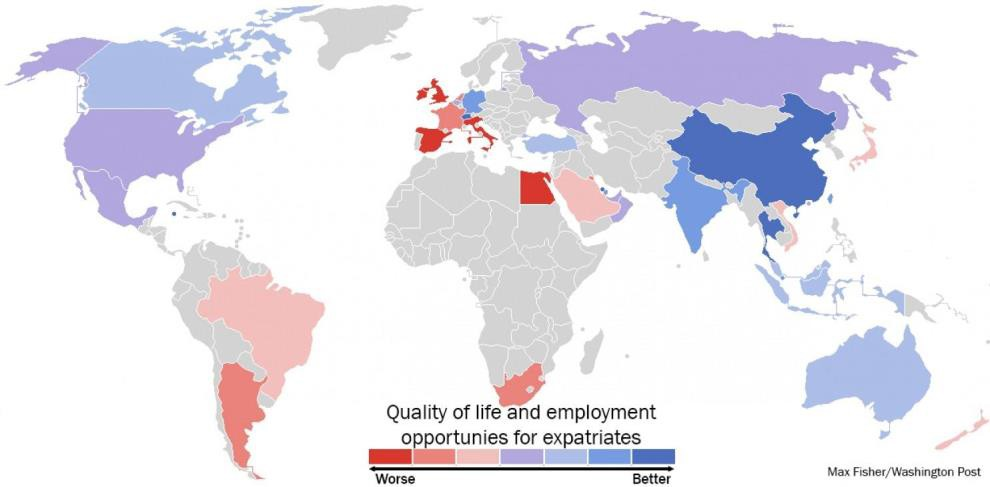 Quality of life and employment
opportunies for expatriates
Worse
Better
Max Fisher/Washington Post